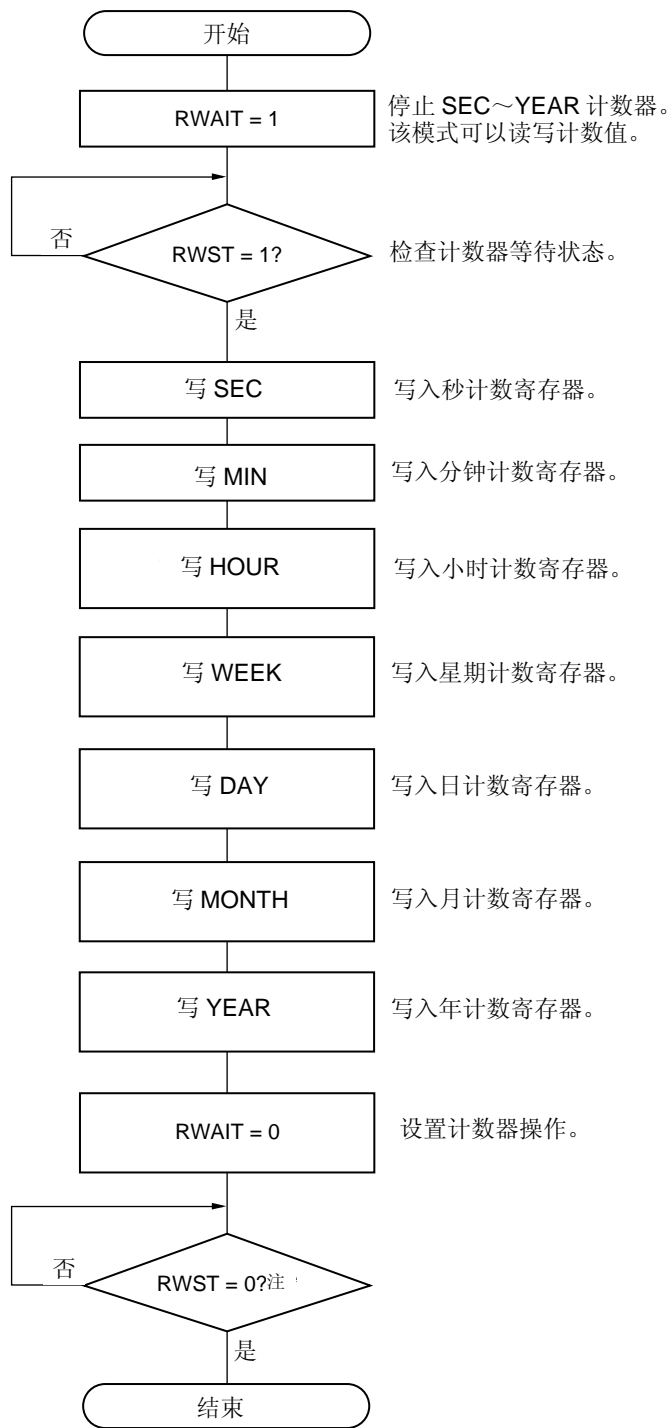 开始
RWAIT = 1
停止 SEC～YEAR 计数器。
该模式可以读写计数值。
否
RWST = 1?
检查计数器等待状态。
是
写 SEC
写入秒计数寄存器。
写 MIN
写入分钟计数寄存器。
写 HOUR
写入小时计数寄存器。
写 WEEK
写入星期计数寄存器。
写 DAY
写入日计数寄存器。
写 MONTH
写入月计数寄存器。
写 YEAR
写入年计数寄存器。
RWAIT = 0
设置计数器操作。
否
RWST = 0?注
是
结束